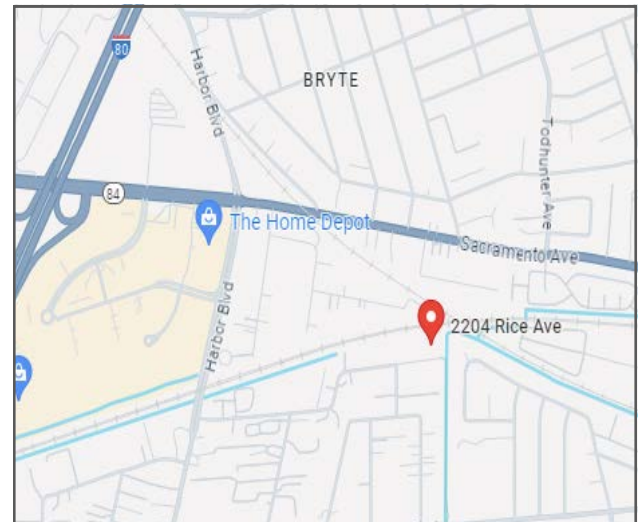 80
Harbor Blvd
BRYTE
Todhunter Ave
84
The Home Depot
Sacramento Ave
Harbor Blvd
2204 Rice Ave